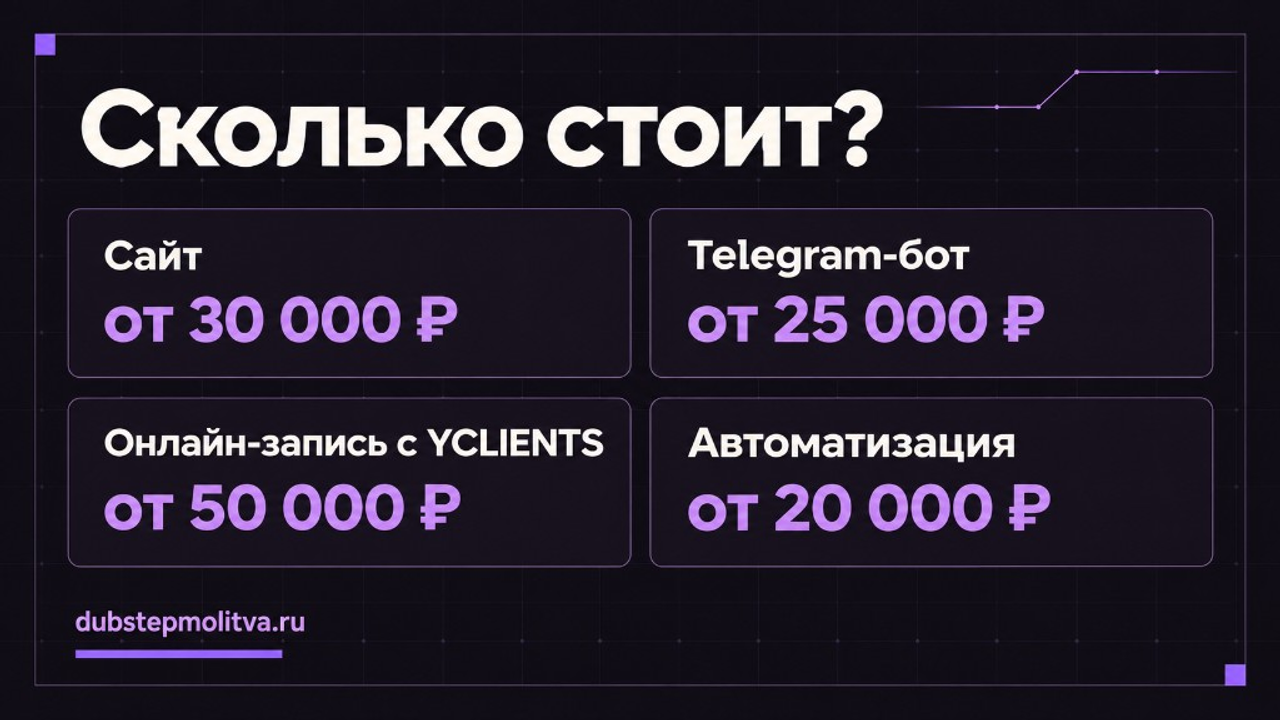 Сколько стоит?
Сайт
от 30 000 ₽
Telegram-бот
от 25 000 ₽
Онлайн-запись с YCLIENTS
от 50 000 ₽
Автоматизация
от 20 000 ₽
dubstepmolitva.ru